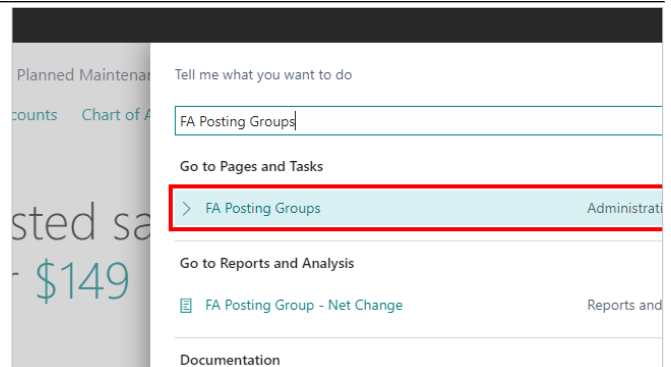 Planned Maintenan
Tell me what you want to do
counts Chart of A
FA Posting Groups
Go to Pages and Tasks
FA Posting Groups Administrati
sted sa
$149
Go to Reports and Analysis
FA Posting Group - Net Change Reports and
Documentation